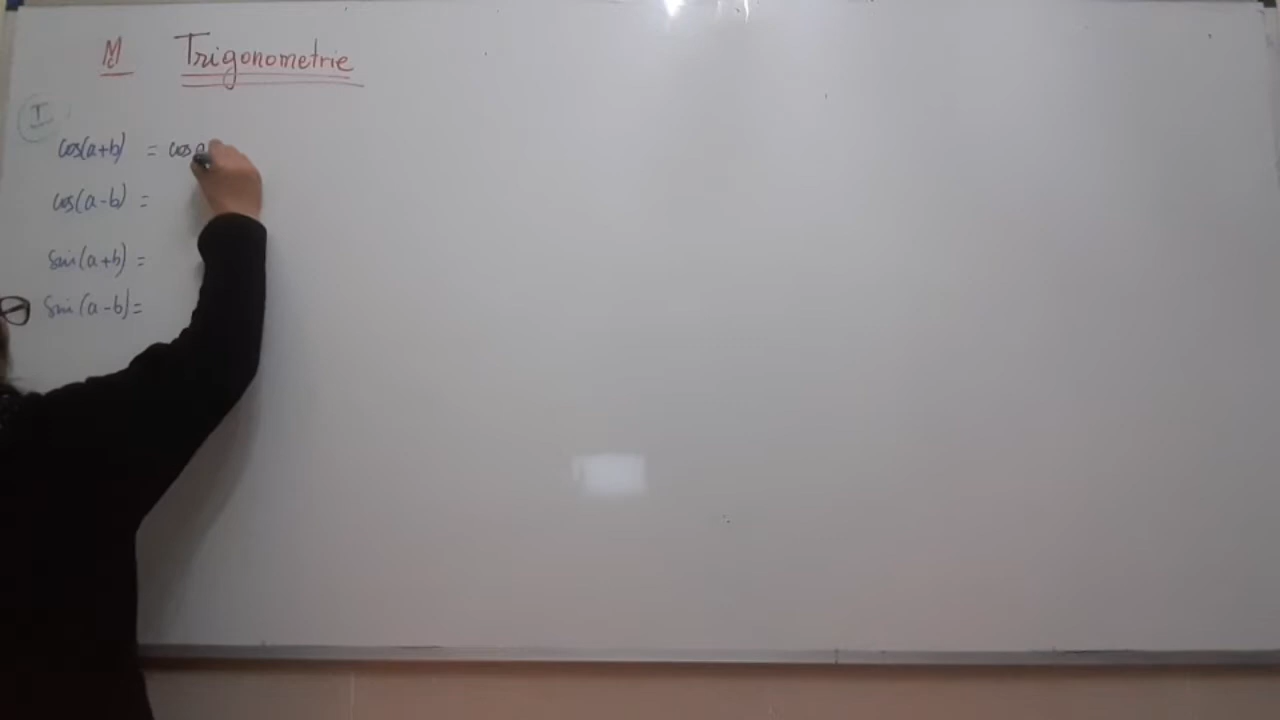 Trigonometrie
I
cos(a+b) = cos a
cos(a-b) =
sin(a+b) =
sin(a-b) =